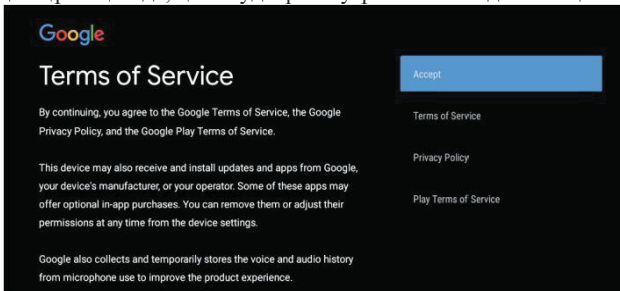 Google
Terms of Service
By continuing, you agree to the Google Terms of Service, the Google
Privacy Policy, and the Google Play Terms of Service.
This device may also receive and install updates and apps from Google,
your device's manufacturer, or your operator. Some of these apps may
offer optional in-app purchases. You can remove them or adjust their
permissions at any time from the device settings.
Google also collects and temporarily stores the voice and audio history
from microphone use to improve the product experience.
Accept
Terms of Service
Privacy Policy
Play Terms of Service